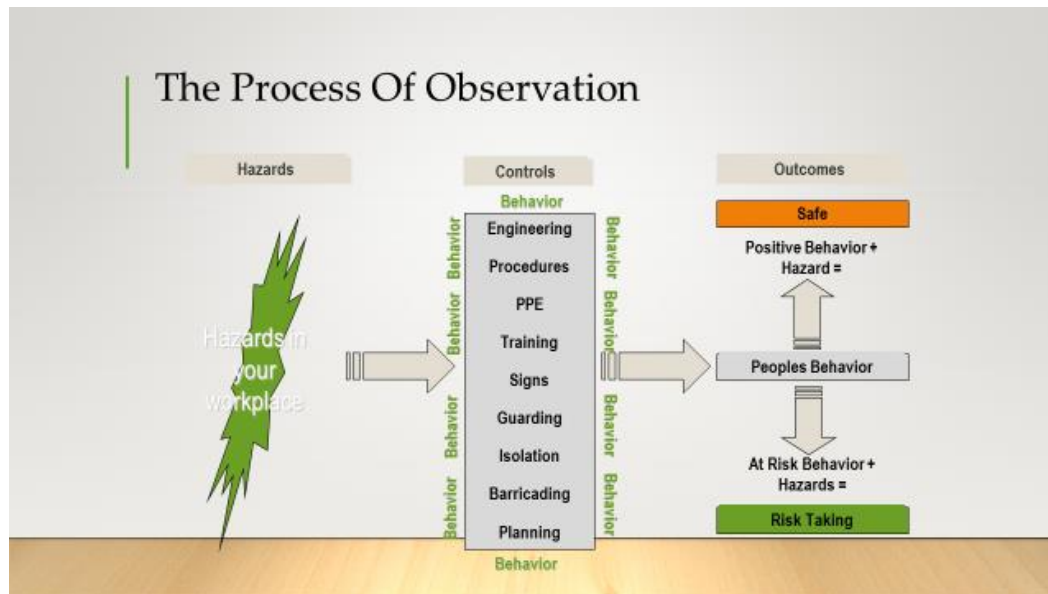 The Process Of Observation
Hazards
Controls
Outcomes
Hazards in
your
workplace
Behavior
Behavior
Behavior
Behavior
Behavior
Engineering
Procedures
PPE
Training
Signs
Guarding
Isolation
Barricading
Planning
Behavior
Behavior
Behavior
Behavior
Behavior
Safe
Positive Behavior +
Hazard =
Peoples Behavior
At Risk Behavior +
Hazards =
Risk Taking